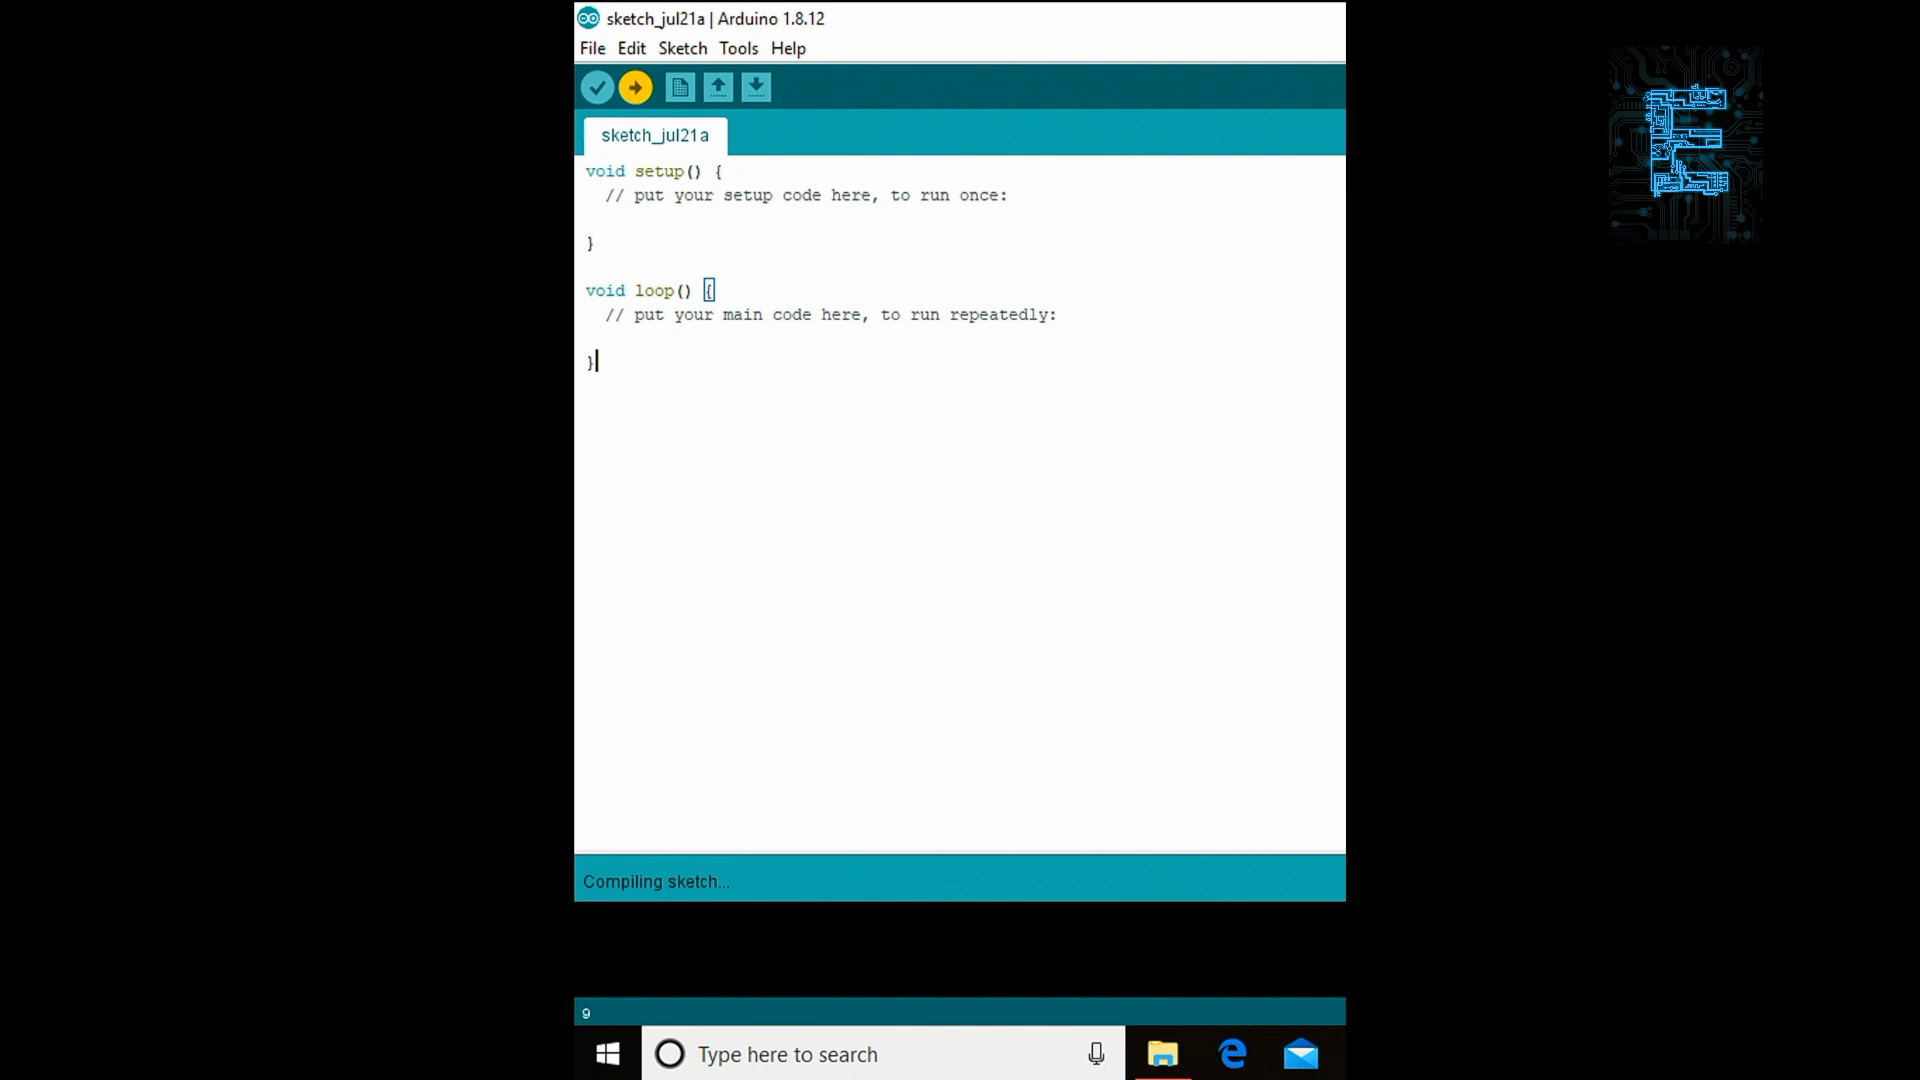 sketch_jul21a | Arduino 1.8.12
File Edit Sketch Tools Help
sketch_jul21a
void setup() {
// put your setup code here, to run once:
}
void loop() {
// put your main code here, to run repeatedly:
}
Compiling sketch...
9
Type here to search
E